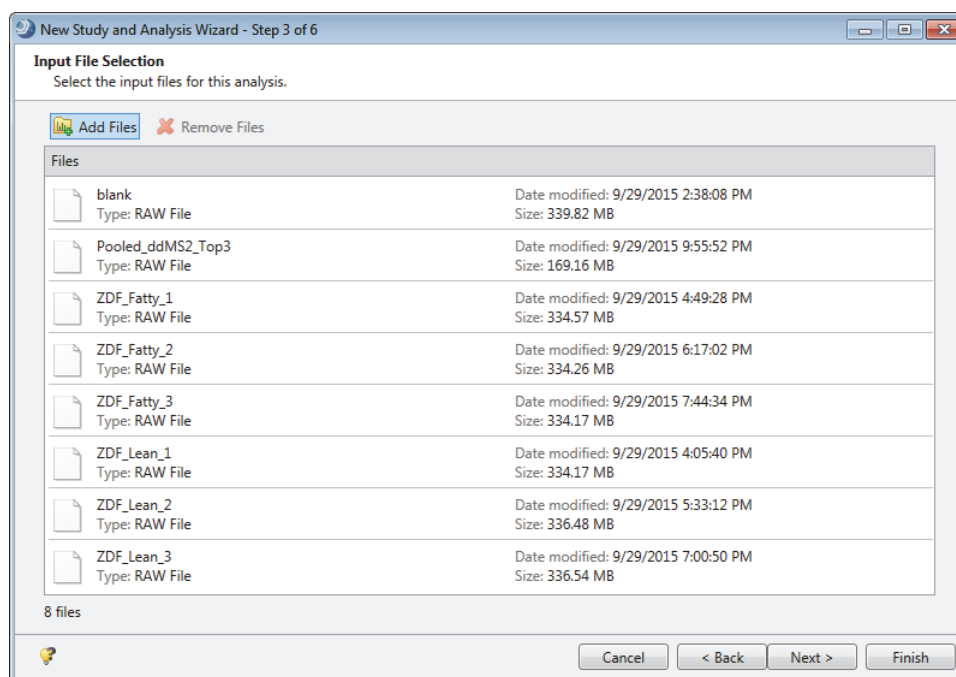 New Study and Analysis Wizard - Step 3 of 6
Input File Selection
Select the input files for this analysis.
Add Files Remove Files
Files
blank Date modified: 9/29/2015 2:38:08 PM
Type: RAW File Size: 339.82 MB
Pooled_ddMS2_Top3 Date modified: 9/29/2015 9:55:52 PM
Type: RAW File Size: 169.16 MB
ZDF_Fatty_1 Date modified: 9/29/2015 4:49:28 PM
Type: RAW File Size: 334.57 MB
ZDF_Fatty_2 Date modified: 9/29/2015 6:17:02 PM
Type: RAW File Size: 334.26 MB
ZDF_Fatty_3 Date modified: 9/29/2015 7:44:34 PM
Type: RAW File Size: 334.17 MB
ZDF_Lean_1 Date modified: 9/29/2015 4:05:40 PM
Type: RAW File Size: 334.17 MB
ZDF_Lean_2 Date modified: 9/29/2015 5:33:12 PM
Type: RAW File Size: 336.48 MB
ZDF_Lean_3 Date modified: 9/29/2015 7:00:50 PM
Type: RAW File Size: 336.54 MB
8 files
Cancel < Back Next > Finish